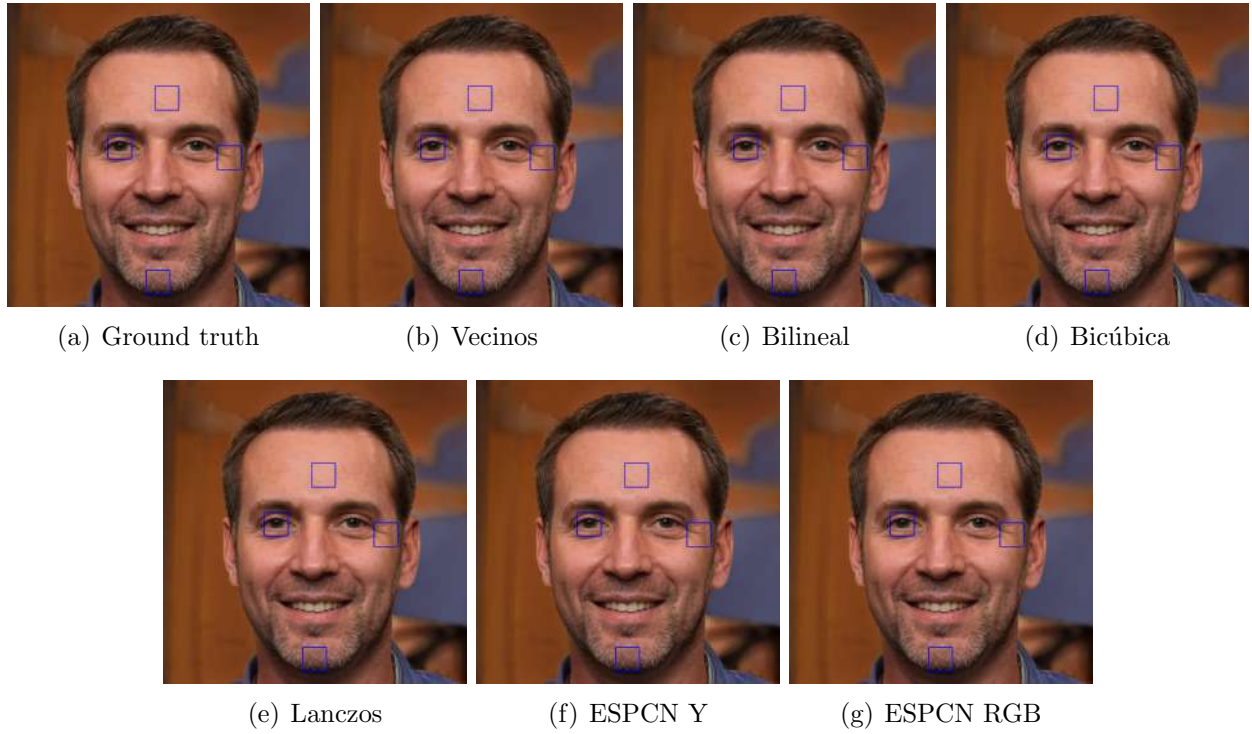 (a) Ground truth
(b) Vecinos
(c) Bilineal
(d) Bicúbica
(e) Lanczos
(f) ESPCN Y
(g) ESPCN RGB